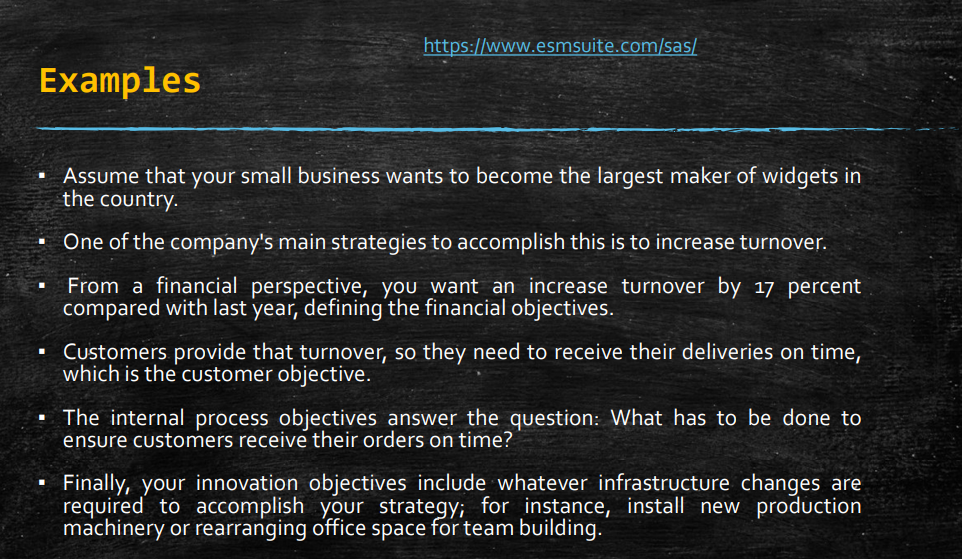 https://www.esmsuite.com/sas/
Examples
▪ Assume that your small business wants to become the largest maker of widgets in
the country.
▪ One of the company's main strategies to accomplish this is to increase turnover.
▪ From a financial perspective, you want an increase turnover by 17 percent
compared with last year, defining the financial objectives.
▪ Customers provide that turnover, so they need to receive their deliveries on time,
which is the customer objective.
▪ The internal process objectives answer the question: What has to be done to
ensure customers receive their orders on time?
▪ Finally, your innovation objectives include whatever infrastructure changes are
required to accomplish your strategy; for instance, install new production
machinery or rearranging office space for team building.